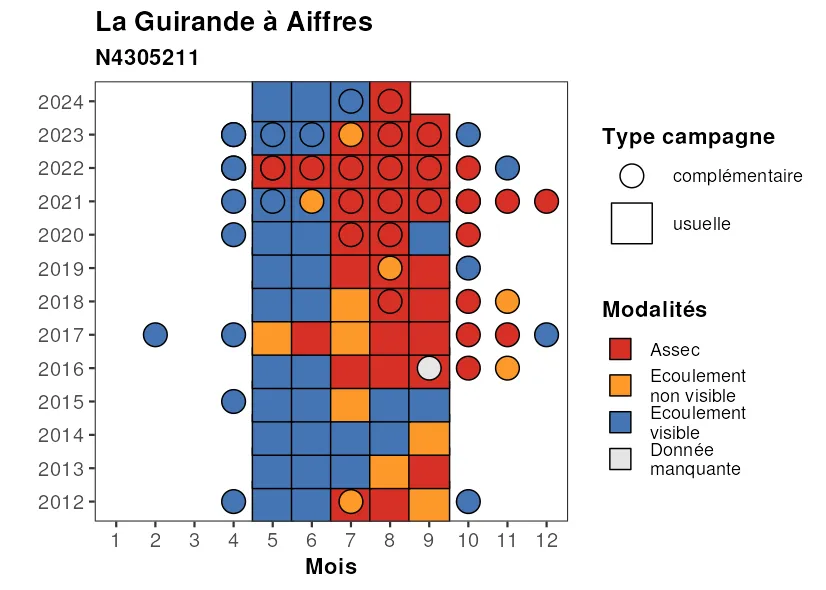 La Guirande à Aiffres
N4305211
2024
2023
2022
2021
2020
2019
2018
2017
2016
2015
2014
2013
2012
1 2 3 4 5 6 7 8 9 10 11 12
Mois
Type campagne
complémentaire
usuelle
Modalités
Assec
Ecoulement
non visible
Ecoulement
visible
Donnée
manquante